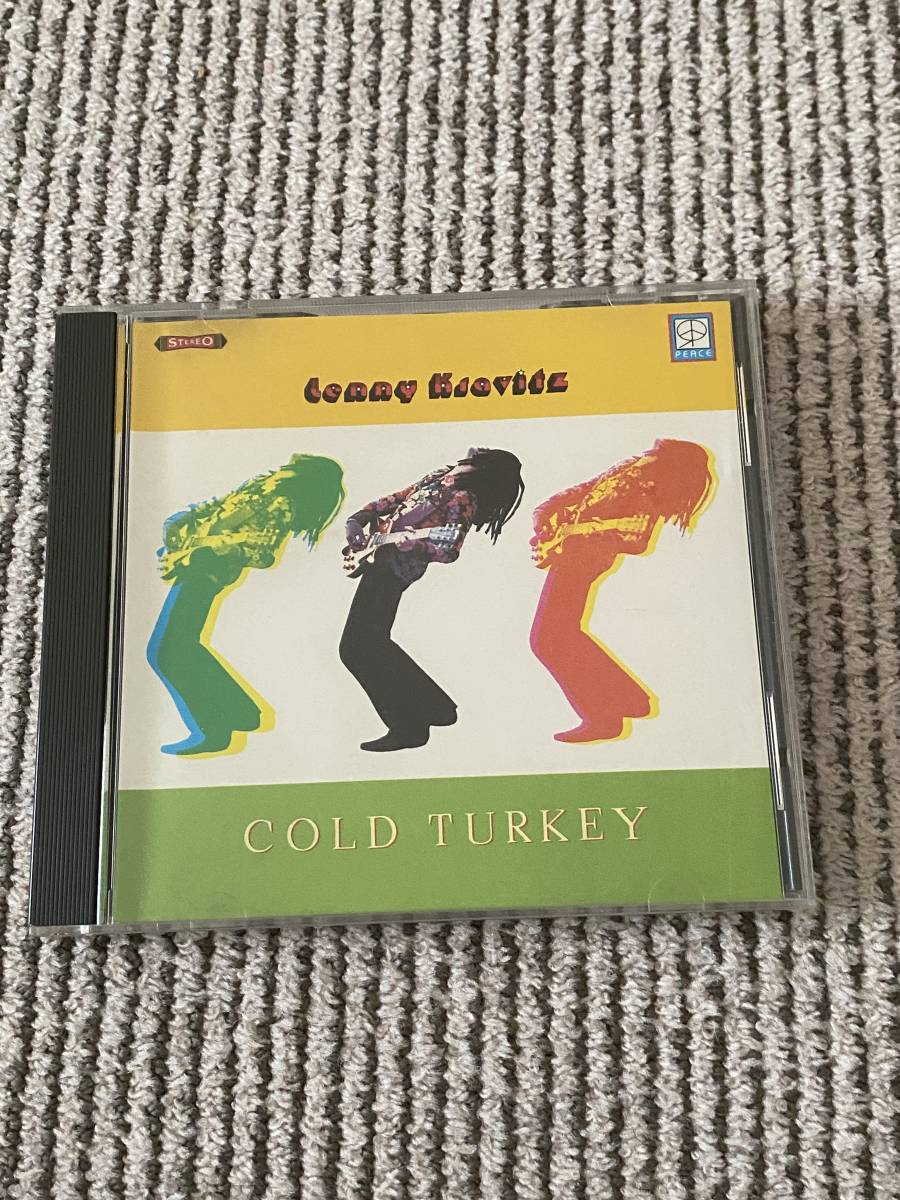 STEREO
PEACE
Lenny Kravitz
COLD TURKEY